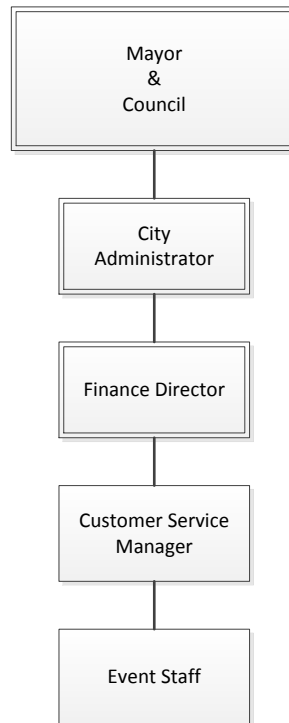 Mayor
&
Council
City
Administrator
Finance Director
Customer Service
Manager
Event Staff